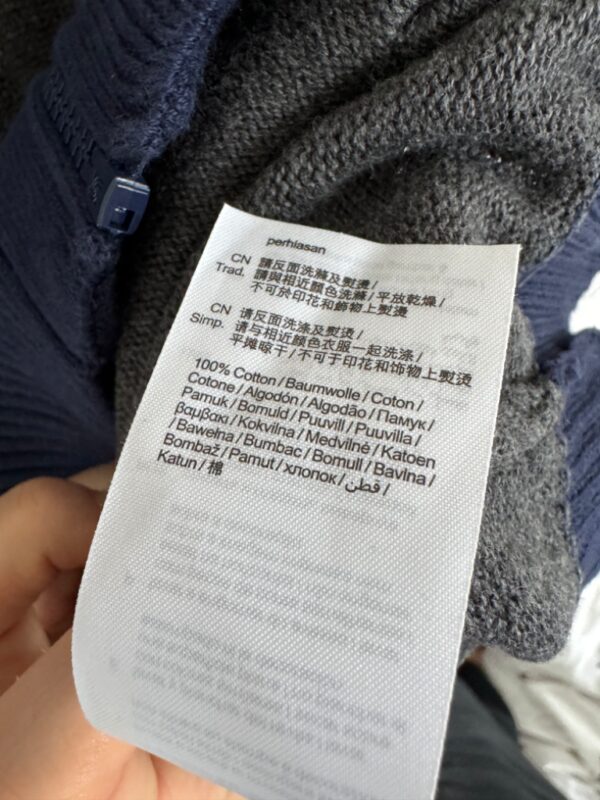 perhiasan
CN Trad. 請反面洗滌及熨燙/
請與相近顏色洗滌/平放乾燥/
不可於印花和飾物上熨燙
CN Simp. 请反面洗涤及熨烫/
请与相近颜色衣服一起洗涤/
平摊晾干/不可于印花和饰物上熨烫
100% Cotton/Baumwolle/Coton/
Cotone/Algodón/Algodão/Памук/
Pamuk/Bomuld/Puuvill/Puuvilla/
βαμβακι/Kokvilna/Medvilnė/Katoen
/Bawełna/Bumbac/Bomull/Bavlna/
Bombaž/Pamut/хлопок/قطن/
Katun/棉